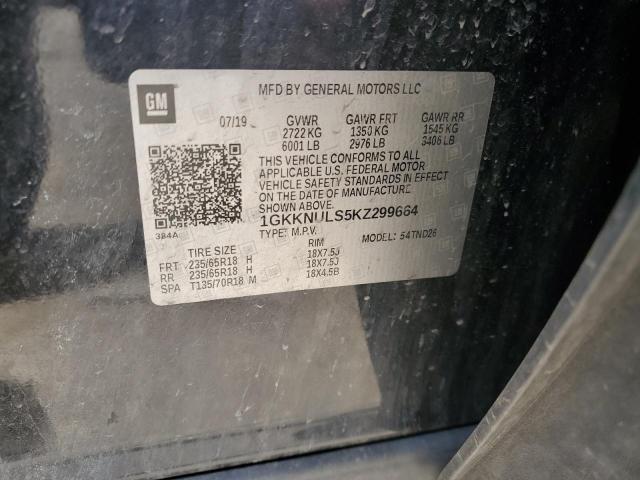 GM
MFD BY GENERAL MOTORS LLC
07/19 GVWR GAWR FRT GAWR RR
2722 KG 1350 KG 1545 KG
6001 LB 2976 LB 3406 LB
THIS VEHICLE CONFORMS TO ALL
APPLICABLE U.S. FEDERAL MOTOR
VEHICLE SAFETY STANDARDS IN EFFECT
ON THE DATE OF MANUFACTURE
SHOWN ABOVE.
1GKKNULS5KZ299664
3B4A TYPE: M.P.V. MODEL: 54TND26
TIRE SIZE RIM
FRT 235/65R18 H 18X7.5J
RR 235/65R18 H 18X7.5J
SPA T135/70R18 M 18X4.5B